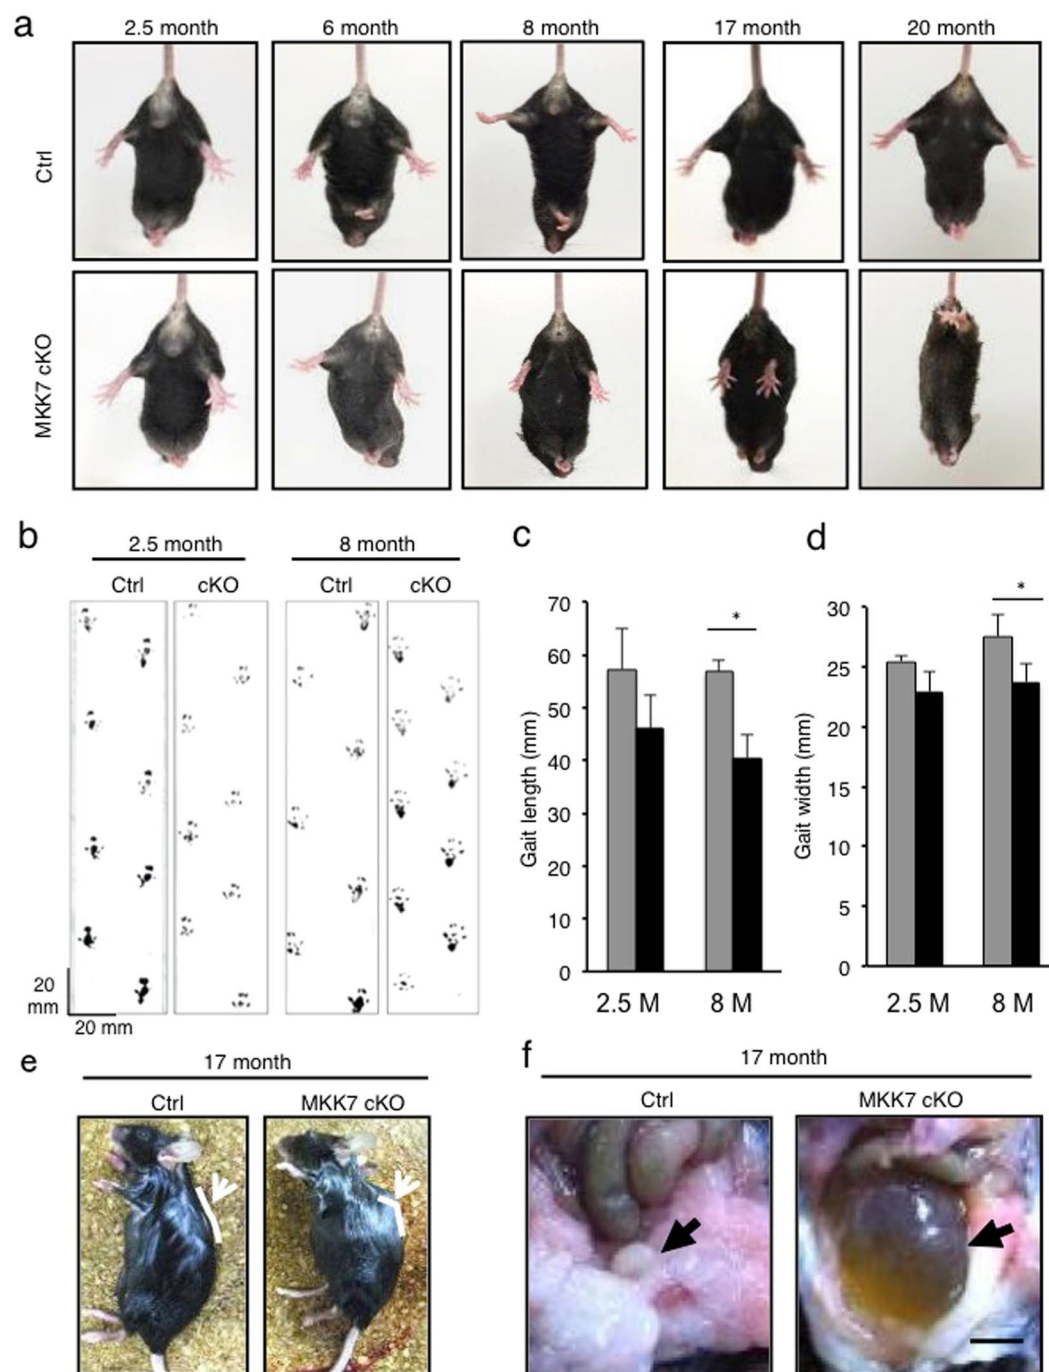 a
2.5 month 6 month 8 month 17 month 20 month
Ctrl
MKK7 cKO
b
2.5 month 8 month
Ctrl cKO Ctrl cKO
20
mm
20 mm
c
Gait length (mm)
70
60
50
40
30
20
10
0
*
2.5 M 8 M
d
Gait width (mm)
30
25
20
15
10
5
0
*
2.5 M 8 M
e
17 month
Ctrl MKK7 cKO
f
17 month
Ctrl MKK7 cKO